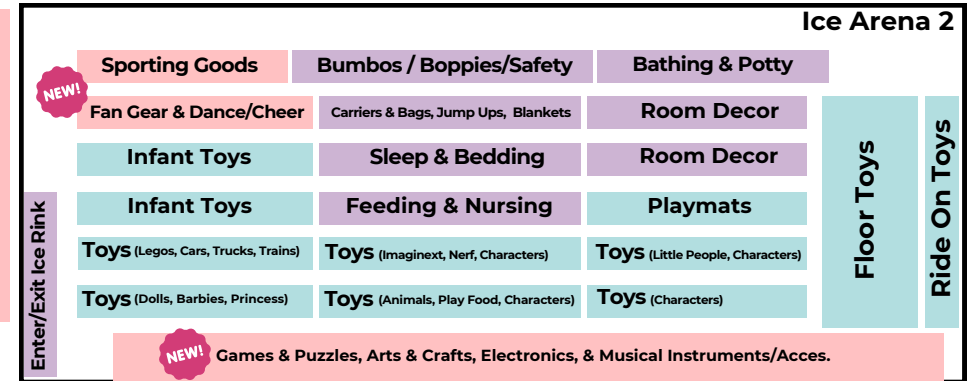 Ice Arena 2
Sporting Goods
Bumbos / Boppies/Safety
Bathing & Potty
NEW!
Fan Gear & Dance/Cheer
Carriers & Bags, Jump Ups, Blankets
Room Decor
Infant Toys
Sleep & Bedding
Room Decor
Infant Toys
Feeding & Nursing
Playmats
Toys (Legos, Cars, Trucks, Trains)
Toys (Imaginext, Nerf, Characters)
Toys (Little People, Characters)
Toys (Dolls, Barbies, Princess)
Toys (Animals, Play Food, Characters)
Toys (Characters)
Floor Toys
Ride On Toys
Enter/Exit Ice Rink
NEW!
Games & Puzzles, Arts & Crafts, Electronics, & Musical Instruments/Acces.